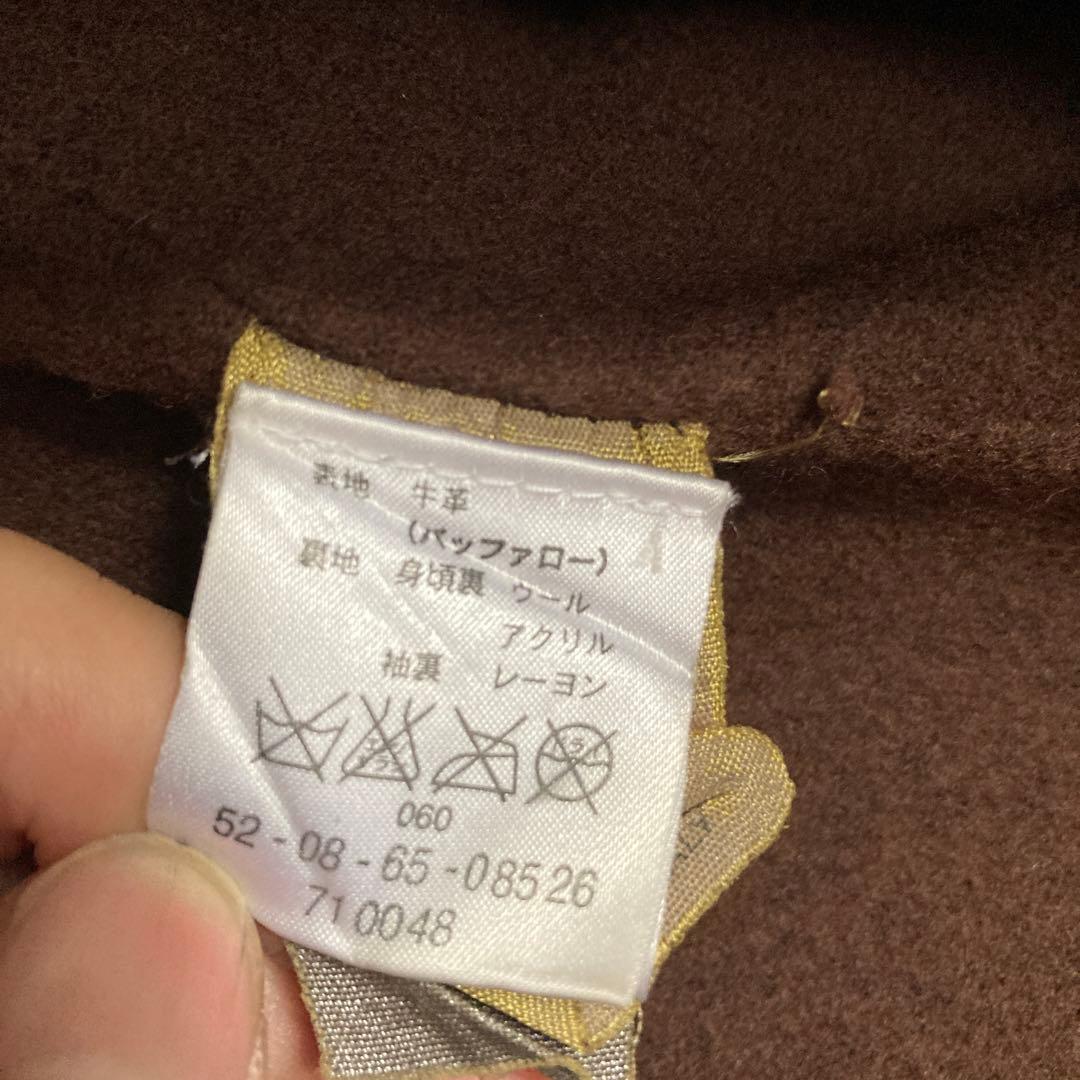 表地 牛革
(バッファロー)
裏地 身頃裏 ウール
アクリル
袖裏 レーヨン
060
52-08-65-08526
710048